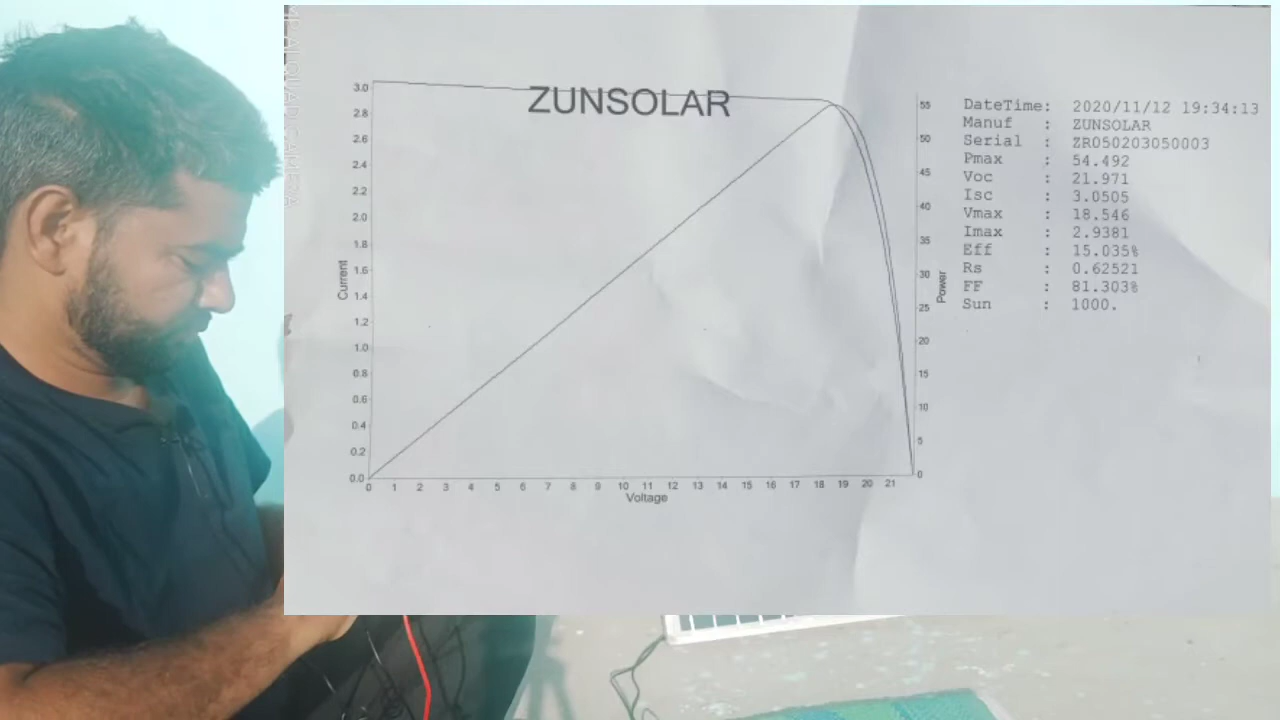 ZUNSOLAR
3.0
2.8
2.6
2.4
2.2
2.0
1.8
1.6
1.4
1.2
1.0
0.8
0.6
0.4
0.2
0.0
Current
0 1 2 3 4 5 6 7 8 9 10 11 12 13 14 15 16 17 18 19 20 21
Voltage
55
50
45
40
35
30
25
20
15
10
5
0
Power
DateTime: 2020/11/12 19:34:13
Manuf : ZUNSOLAR
Serial : ZR050203050003
Pmax : 54.492
Voc : 21.971
Isc : 3.0505
Vmax : 18.546
Imax : 2.9381
Eff : 15.035%
Rs : 0.62521
FF : 81.303%
Sun : 1000.